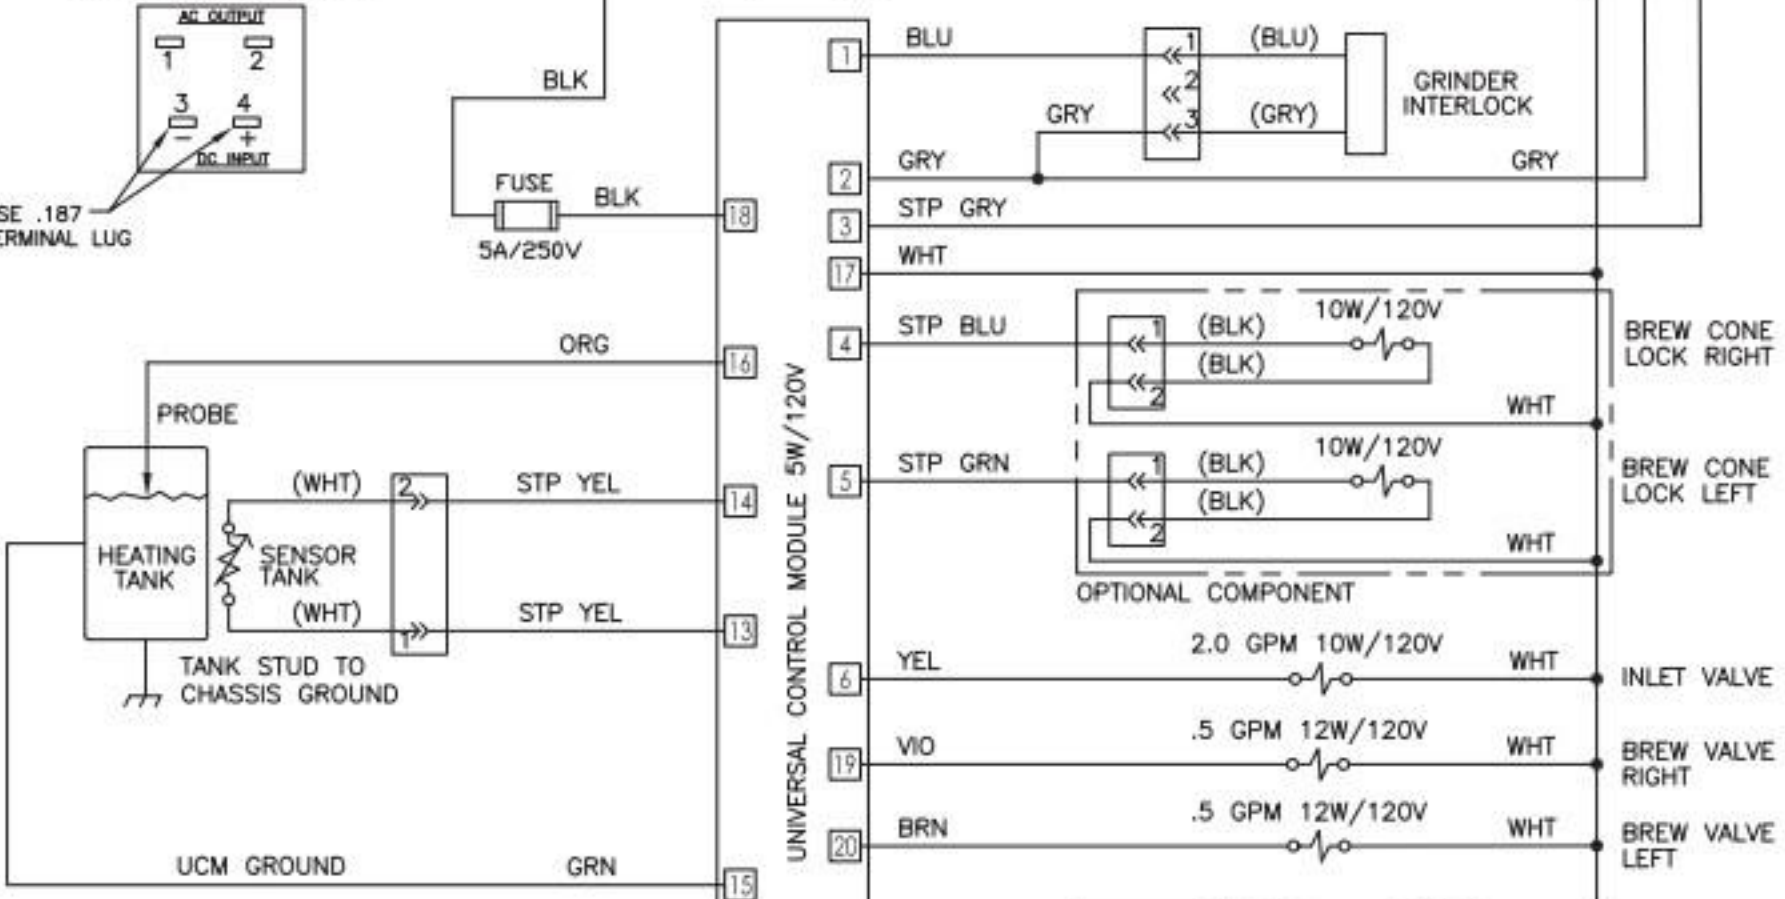 AC OUTPUT
1 2
3 4
- +
DC INPUT
SE .187
ERMINAL LUG
BLK
FUSE
BLK
5A/250V
18
ORG
16
PROBE
HEATING
TANK
(WHT)
2
STP YEL
14
SENSOR
TANK
(WHT)
1
STP YEL
13
TANK STUD TO
CHASSIS GROUND
UCM GROUND
GRN
15
UNIVERSAL CONTROL MODULE 5W/120V
1
BLU
1
(BLU)
2
GRINDER
INTERLOCK
GRY
3
(GRY)
2
GRY
GRY
3
STP GRY
17
WHT
4
STP BLU
1
(BLK)
10W/120V
(BLK)
2
WHT
BREW CONE
LOCK RIGHT
5
STP GRN
1
(BLK)
10W/120V
(BLK)
2
WHT
BREW CONE
LOCK LEFT
OPTIONAL COMPONENT
6
YEL
2.0 GPM 10W/120V
WHT
INLET VALVE
19
VIO
.5 GPM 12W/120V
WHT
BREW VALVE
RIGHT
20
BRN
.5 GPM 12W/120V
WHT
BREW VALVE
LEFT